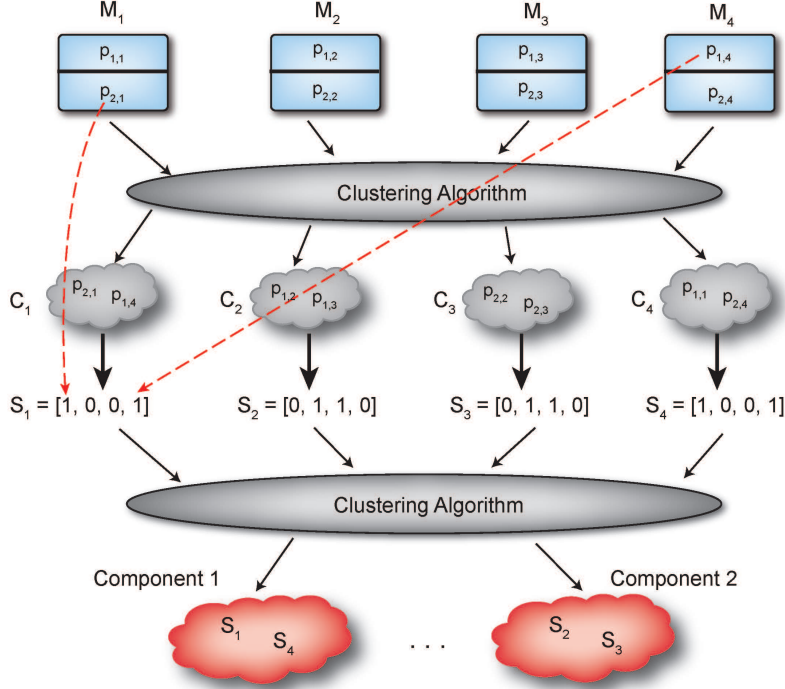 M₁ M₂ M₃ M₄
p₁,₁ p₁,₂ p₁,₃ p₁,₄
p₂,₁ p₂,₂ p₂,₃ p₂,₄
Clustering Algorithm
C₁ p₂,₁ p₁,₄ C₂ p₁,₂ p₁,₃ C₃ p₂,₂ p₂,₃ C₄ p₁,₁ p₂,₄
S₁ = [1, 0, 0, 1] S₂ = [0, 1, 1, 0] S₃ = [0, 1, 1, 0] S₄ = [1, 0, 0, 1]
Clustering Algorithm
Component 1 Component 2
S₁ S₄ . . . S₂ S₃